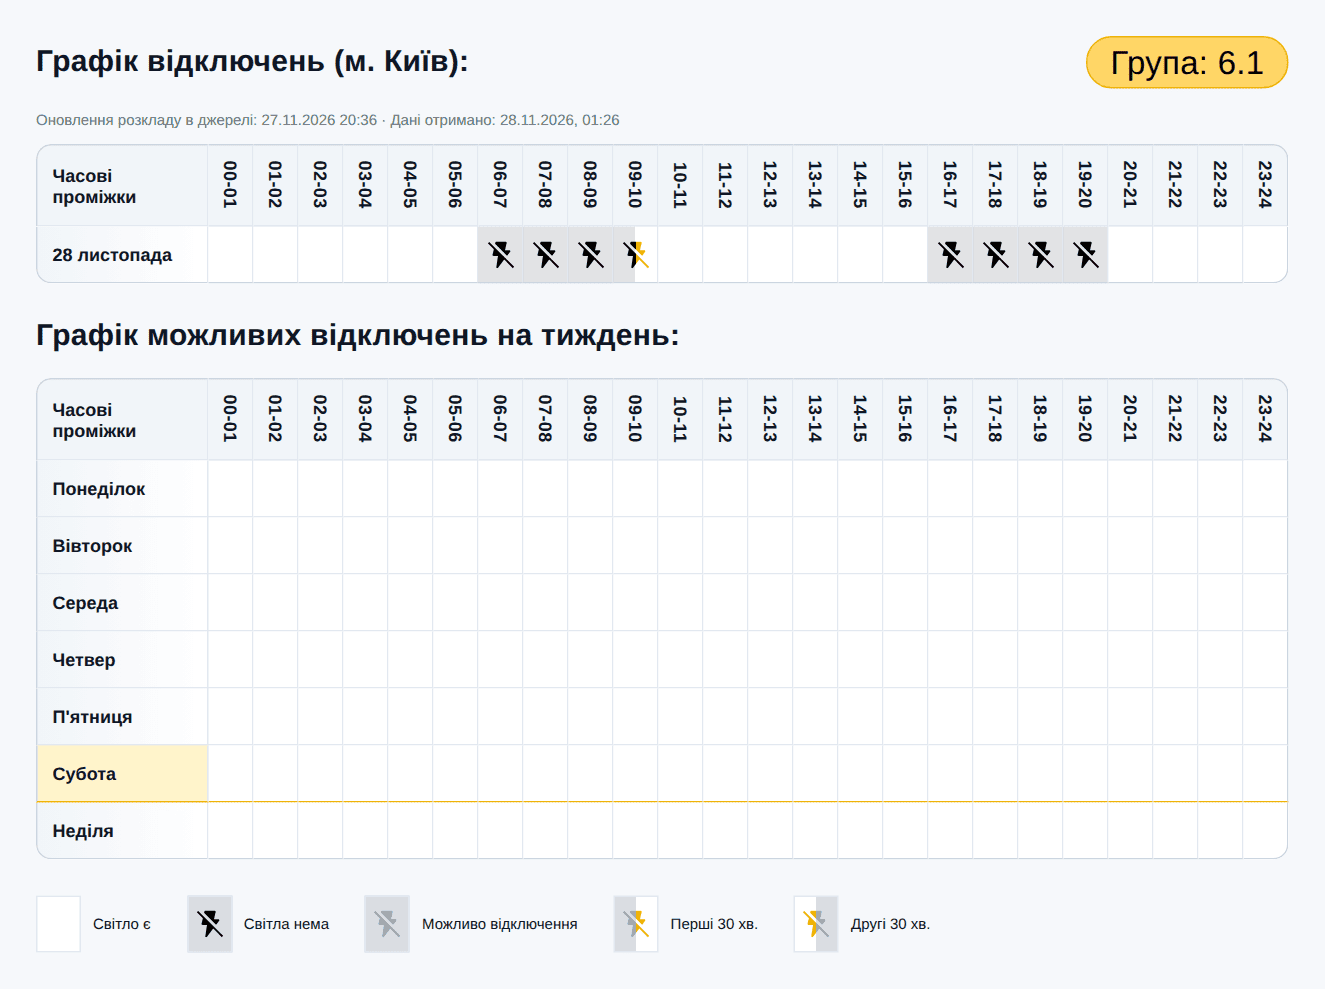 Графік відключень (м. Київ):
Група: 6.1
Оновлення розкладу в джерелі: 27.11.2026 20:36 · Дані отримано: 28.11.2026, 01:26
Часові
проміжки
00-01 01-02 02-03 03-04 04-05 05-06 06-07 07-08 08-09 09-10 10-11 11-12 12-13 13-14 14-15 15-16 16-17 17-18 18-19 19-20 20-21 21-22 22-23 23-24
28 листопада
Графік можливих відключень на тиждень:
Часові
проміжки
00-01 01-02 02-03 03-04 04-05 05-06 06-07 07-08 08-09 09-10 10-11 11-12 12-13 13-14 14-15 15-16 16-17 17-18 18-19 19-20 20-21 21-22 22-23 23-24
Понеділок
Вівторок
Середа
Четвер
П'ятниця
Субота
Неділя
Світло є
Світла нема
Можливо відключення
Перші 30 хв.
Другі 30 хв.